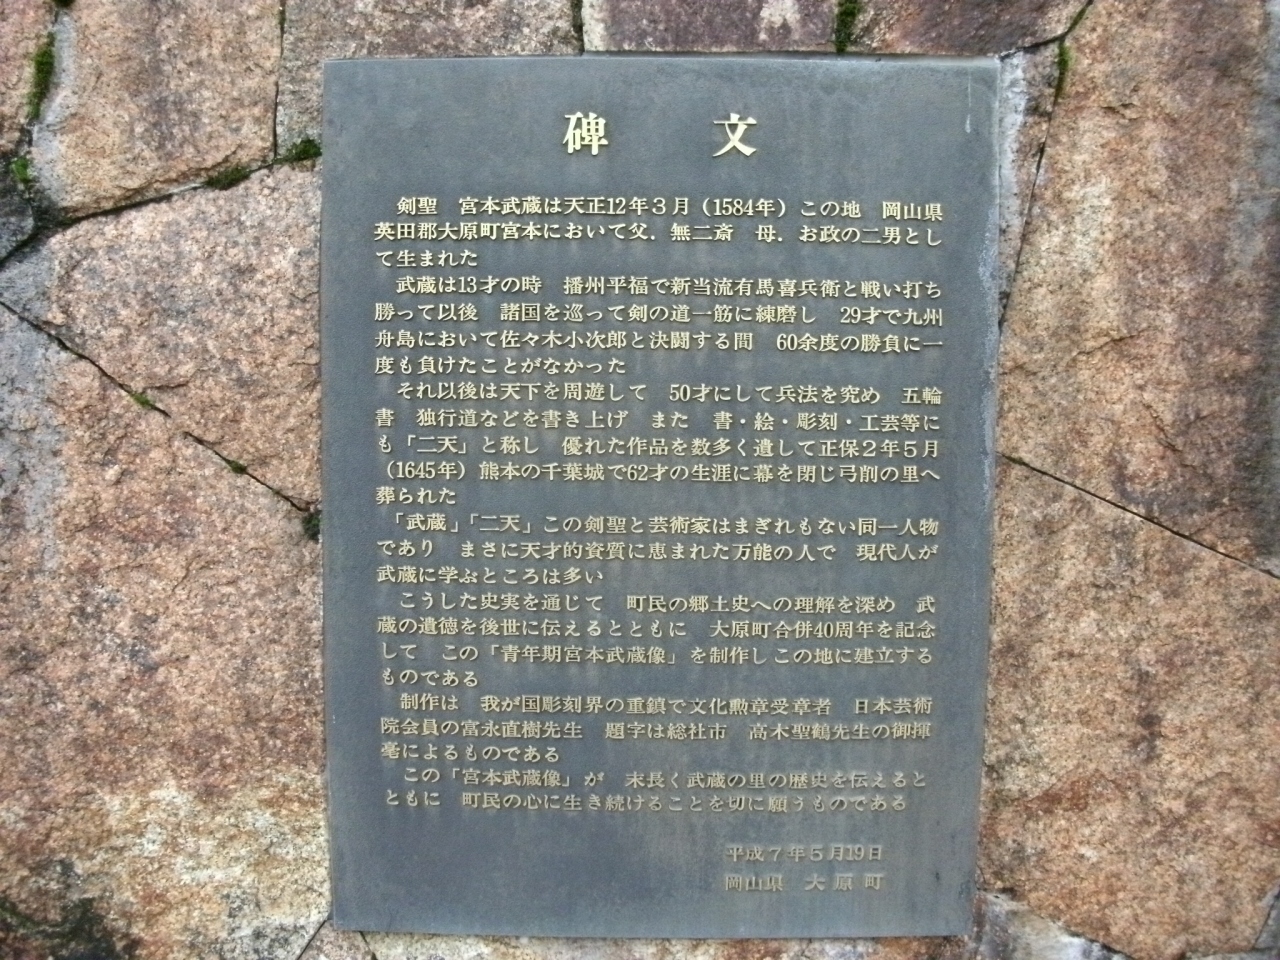 碑文
剣聖　宮本武蔵は天正12年3月（1584年）この地　岡山県
英田郡大原町宮本において父．無二斎　母．お政の二男とし
て生まれた
武蔵は13才の時　播州平福で新当流有馬喜兵衛と戦い打ち
勝って以後　諸国を巡って剣の道一筋に練磨し　29才で九州
舟島において佐々木小次郎と決闘する間　60余度の勝負に一
度も負けたことがなかった
それ以後は天下を周遊して　50才にして兵法を究め　五輪
書　独行道などを書き上げ　また　書・絵・彫刻・工芸等に
も「二天」と称し　優れた作品を数多く遺して正保2年5月
（1645年）熊本の千葉城で62才の生涯に幕を閉じ弓削の里へ
葬られた
「武蔵」「二天」この剣聖と芸術家はまぎれもない同一人物
であり　まさに天才的資質に恵まれた万能の人で　現代人が
武蔵に学ぶところは多い
こうした史実を通じて　町民の郷土史への理解を深め　武
蔵の遺徳を後世に伝えるとともに　大原町合併40周年を記念
して　この「青年期宮本武蔵像」を制作しこの地に建立する
ものである
制作は　我が国彫刻界の重鎮で文化勲章受章者　日本芸術
院会員の富永直樹先生　題字は総社市　高木聖鶴先生の御揮
毫によるものである
この「宮本武蔵像」が　末長く武蔵の里の歴史を伝えると
ともに　町民の心に生き続けることを切に願うものである
平成7年5月19日
岡山県　大原町